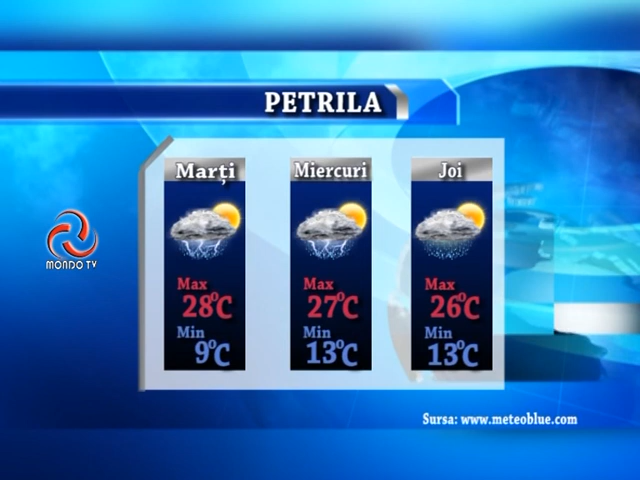 PETRILA
Marți
Miercuri
Joi
Max
28°C
Min
9°C
Max
27°C
Min
13°C
Max
26°C
Min
13°C
MONDO TV
Sursa: www.meteoblue.com